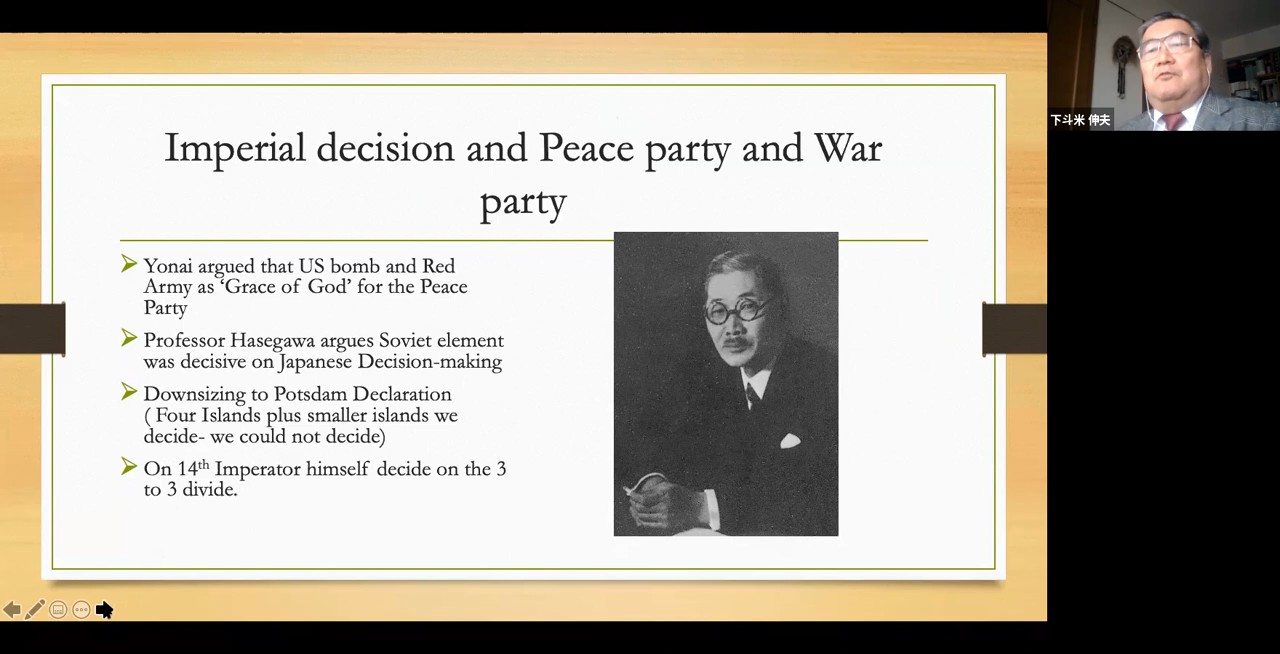 Imperial decision and Peace party and War
party
Yonai argued that US bomb and Red
Army as ‘Grace of God’ for the Peace
Party
Professor Hasegawa argues Soviet element
was decisive on Japanese Decision-making
Downsizing to Potsdam Declaration
( Four Islands plus smaller islands we
decide- we could not decide)
On 14th Imperator himself decide on the 3
to 3 divide.
下斗米 伸夫